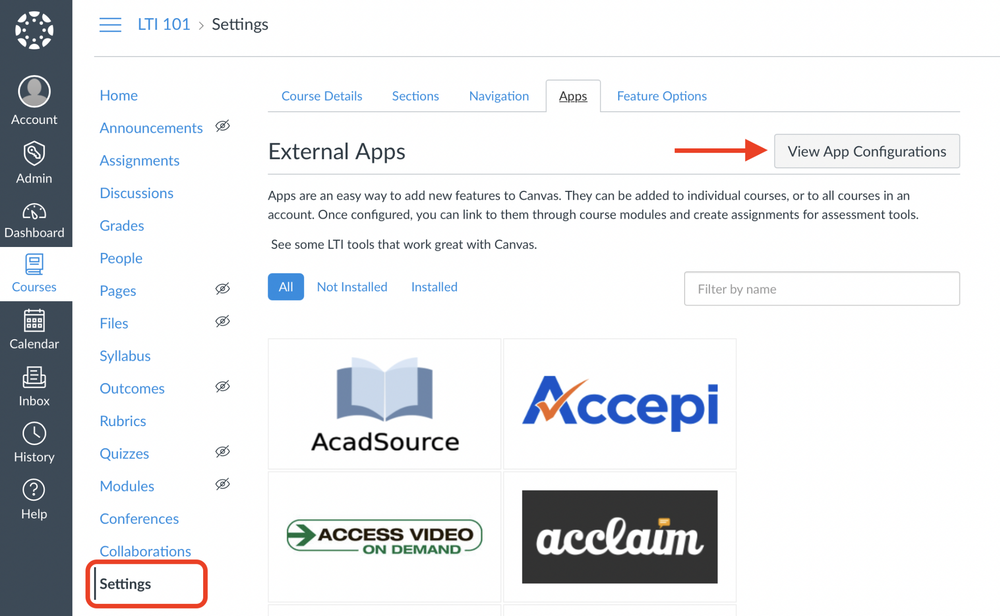 LTI 101 > Settings
Account
Admin
Dashboard
Courses
Calendar
Inbox
History
Help
Home
Announcements
Assignments
Discussions
Grades
People
Pages
Files
Syllabus
Outcomes
Rubrics
Quizzes
Modules
Conferences
Collaborations
Settings
Course Details Sections Navigation Apps Feature Options
External Apps View App Configurations
Apps are an easy way to add new features to Canvas. They can be added to individual courses, or to all courses in an
account. Once configured, you can link to them through course modules and create assignments for assessment tools.
See some LTI tools that work great with Canvas.
All Not Installed Installed Filter by name
AcadSource
Accepi
ACCESS VIDEO
ON DEMAND
acclaim